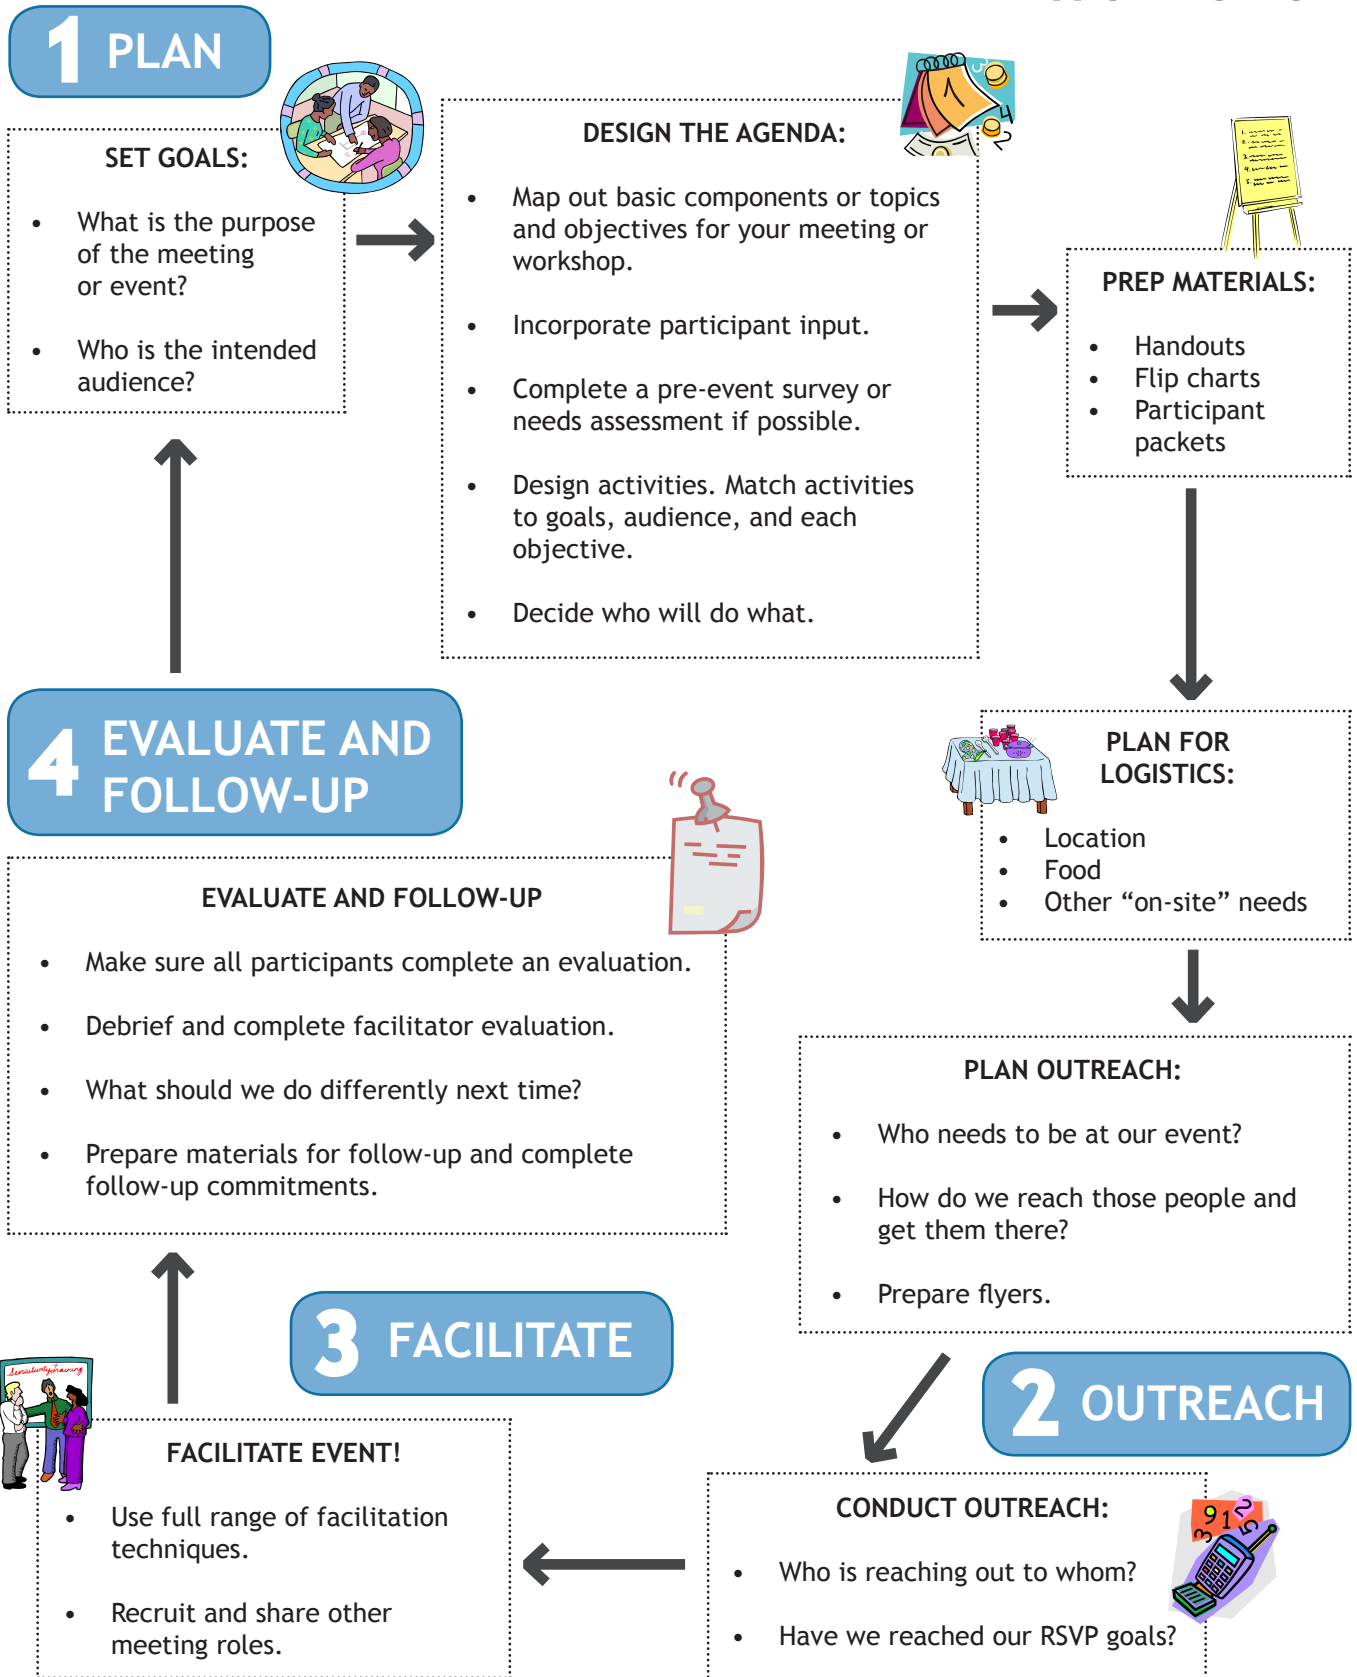 1 PLAN
SET GOALS:
• What is the purpose
of the meeting
or event?
• Who is the intended
audience?
DESIGN THE AGENDA:
• Map out basic components or topics
and objectives for your meeting or
workshop.
• Incorporate participant input.
• Complete a pre-event survey or
needs assessment if possible.
• Design activities. Match activities
to goals, audience, and each
objective.
• Decide who will do what.
PREP MATERIALS:
• Handouts
• Flip charts
• Participant
packets
PLAN FOR
LOGISTICS:
• Location
• Food
• Other “on-site” needs
PLAN OUTREACH:
• Who needs to be at our event?
• How do we reach those people and
get them there?
• Prepare flyers.
2 OUTREACH
CONDUCT OUTREACH:
• Who is reaching out to whom?
• Have we reached our RSVP goals?
3 FACILITATE
FACILITATE EVENT!
• Use full range of facilitation
techniques.
• Recruit and share other
meeting roles.
Sensitivity Training
4 EVALUATE AND
FOLLOW-UP
EVALUATE AND FOLLOW-UP
• Make sure all participants complete an evaluation.
• Debrief and complete facilitator evaluation.
• What should we do differently next time?
• Prepare materials for follow-up and complete
follow-up commitments.